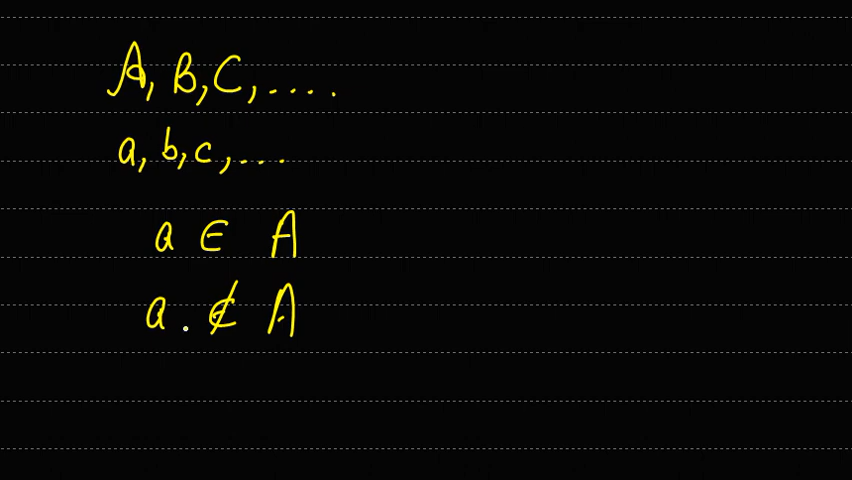 A, B, C, ....
a, b, c, ...
a ∈ A
a . ∉ A